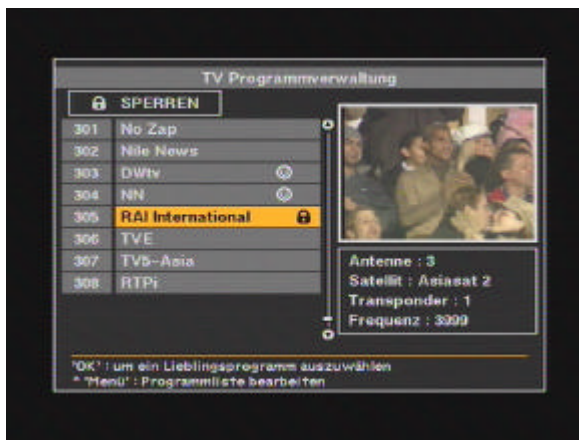 TV Programmverwaltung
SPERREN
301 No Zap
302 Nile News
303 DWtv
304 NN
305 RAI International
306 TVE
307 TV5-Asia
308 RTPi
Antenne : 3
Satellit : Asiasat 2
Transponder : 1
Frequenz : 3999
"OK" : um ein Lieblingsprogramm auszuwählen
* "Menü" : Programmliste bearbeiten